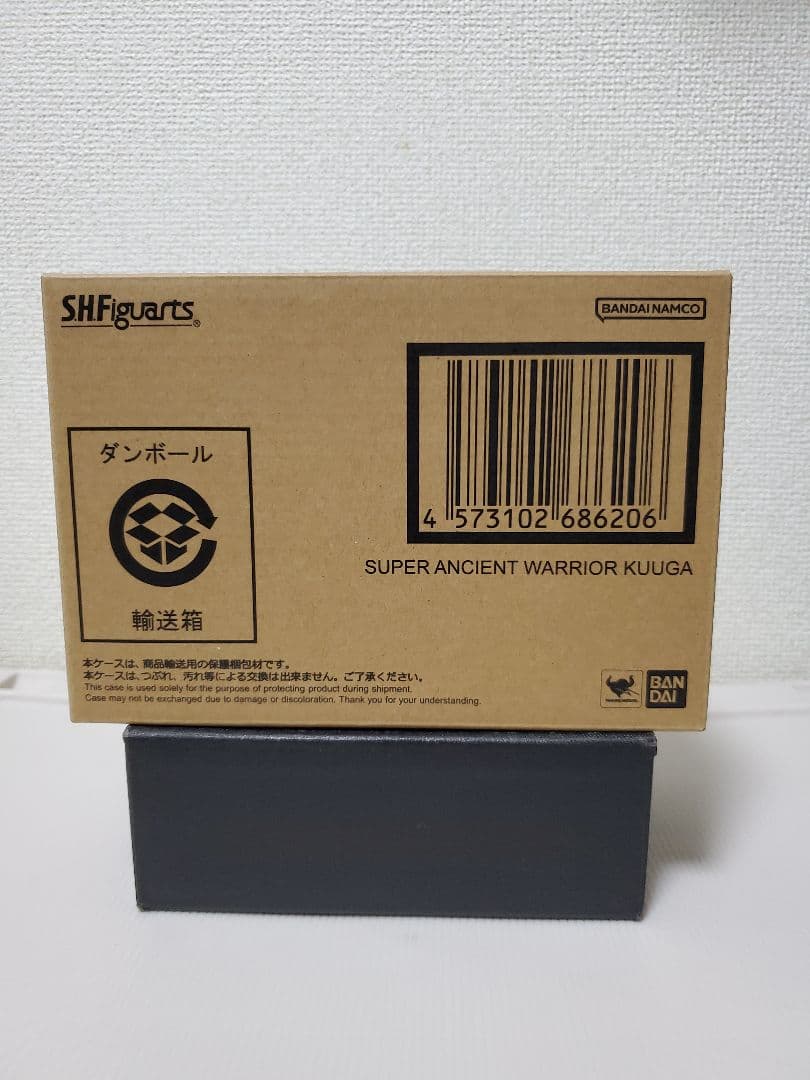 S.H.Figuarts®
BANDAI NAMCO
ダンボール
輸送箱
4 573102 686206
SUPER ANCIENT WARRIOR KUUGA
本ケースは、商品輸送用の保護梱包材です。
本ケースは、つぶれ、汚れ等による交換は出来ません。ご了承ください。
This case is used solely for the purpose of protecting product during shipment.
Case may not be exchanged due to damage or discoloration. Thank you for your understanding.
BAN
DAI